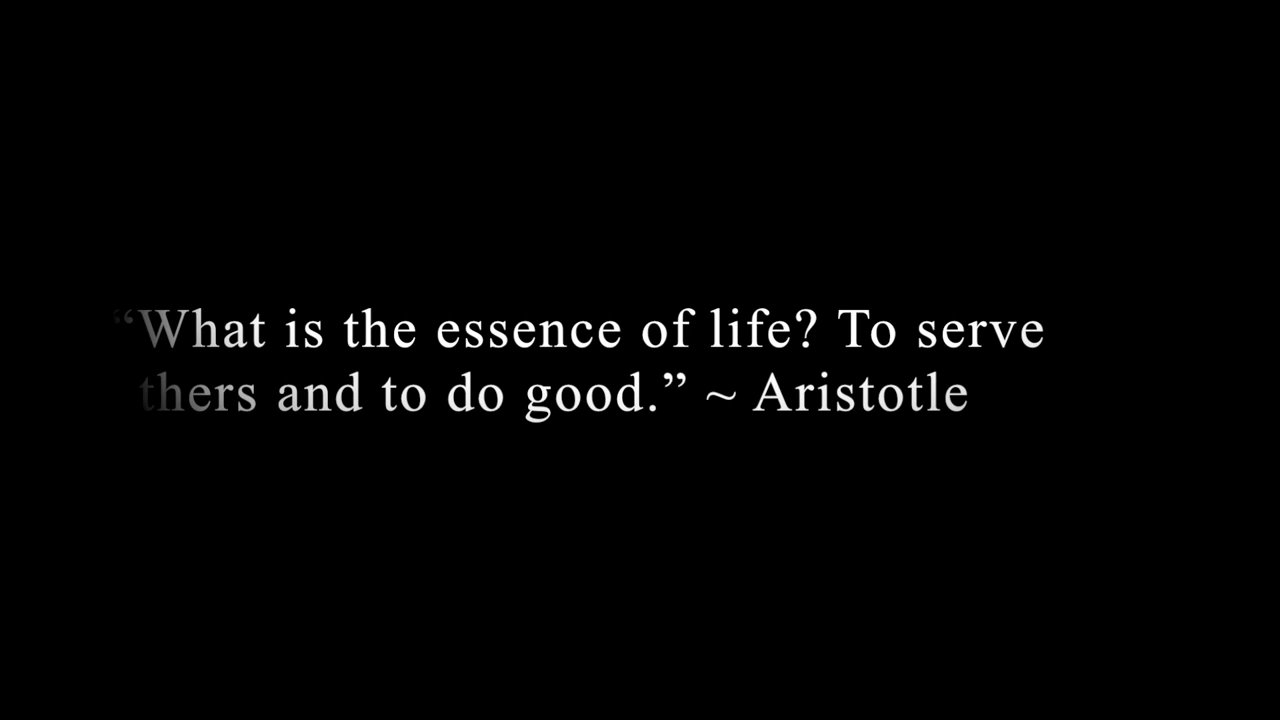 “What is the essence of life? To serve
thers and to do good.” ~ Aristotle